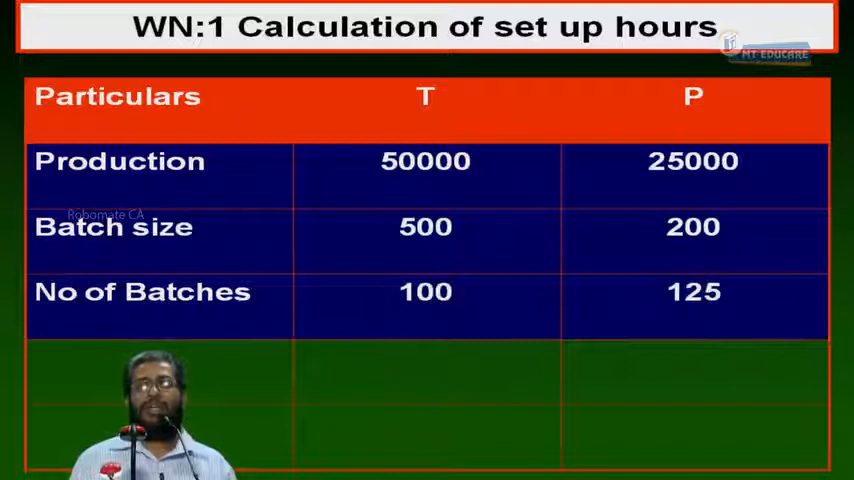 WN:1 Calculation of set up hours
MT EDUCARE
Particulars T P
Production 50000 25000
Robomate CA
Batch size 500 200
No of Batches 100 125